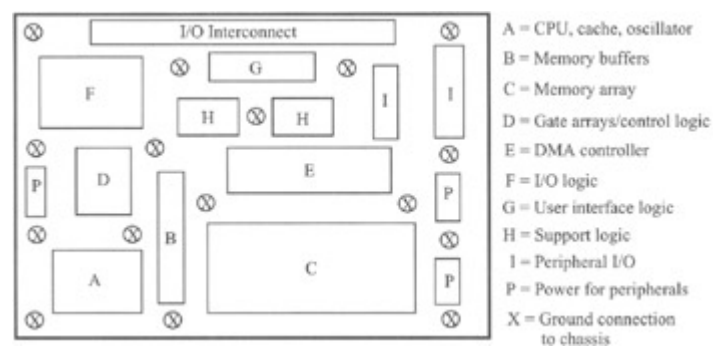 X I/O Interconnect X
X G X
F I I
H X H
X X X
E
P D P
X X
X X B X
C
A P
X X X
A = CPU, cache, oscillator
B = Memory buffers
C = Memory array
D = Gate arrays/control logic
E = DMA controller
F = I/O logic
G = User interface logic
H = Support logic
I = Peripheral I/O
P = Power for peripherals
X = Ground connection
to chassis